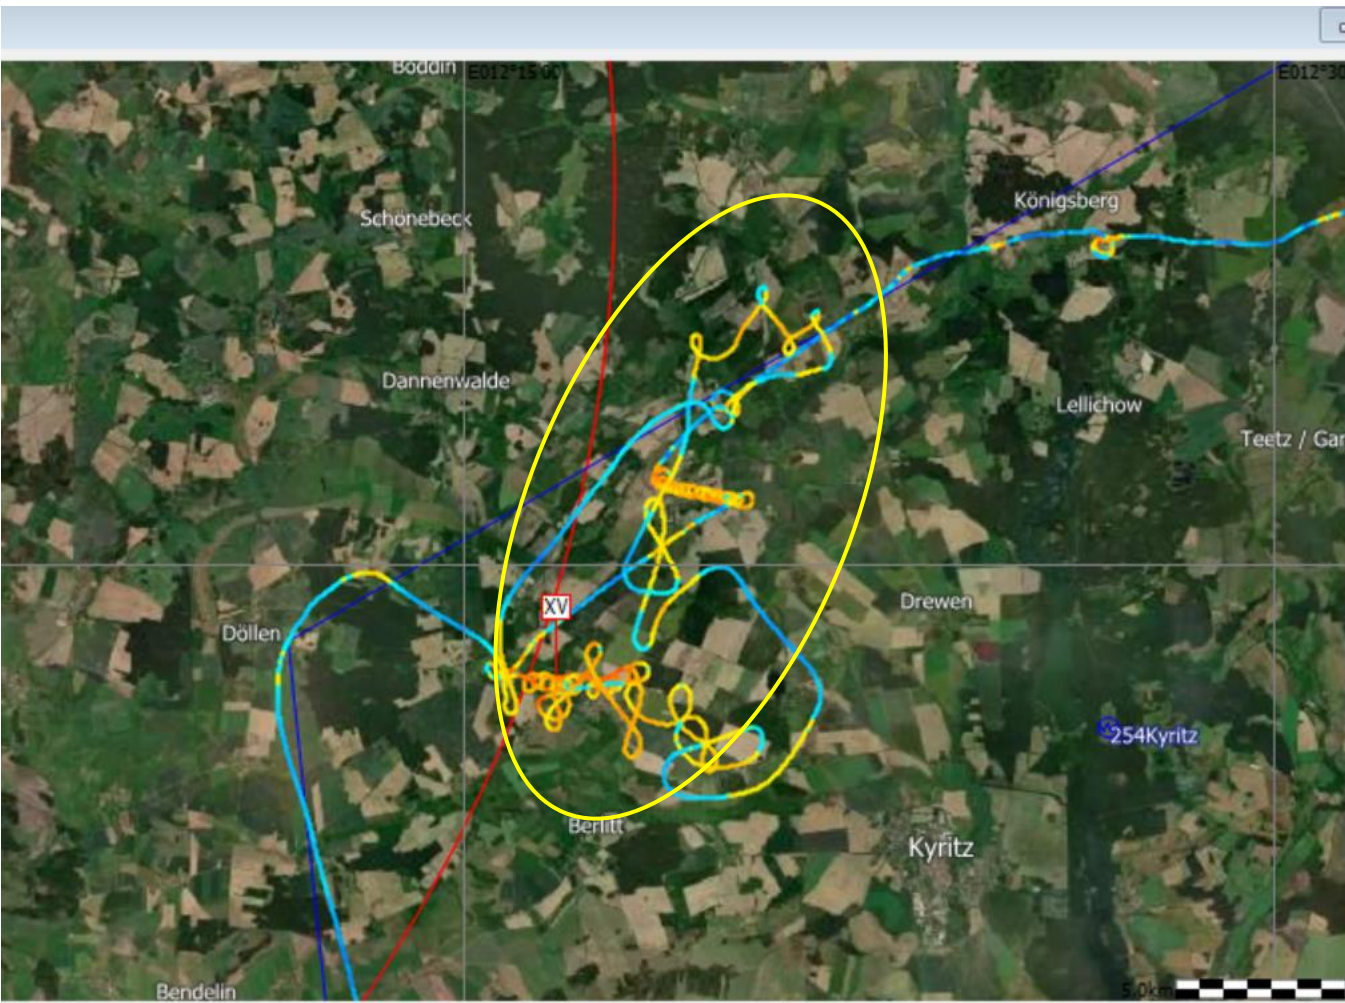 Boddin
E012°15'00
E012°30
Königsberg
Schönebeck
Dannenwalde
Lellichow
Teetz / Gar
XV
Drewen
Döllen
254Kyritz
Berlitt
Kyritz
Bendelin
5.0km